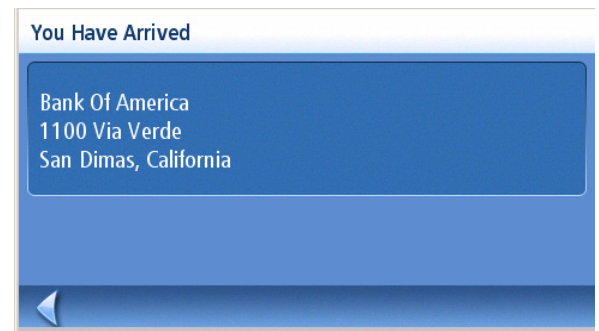 You Have Arrived
Bank Of America
1100 Via Verde
San Dimas, California